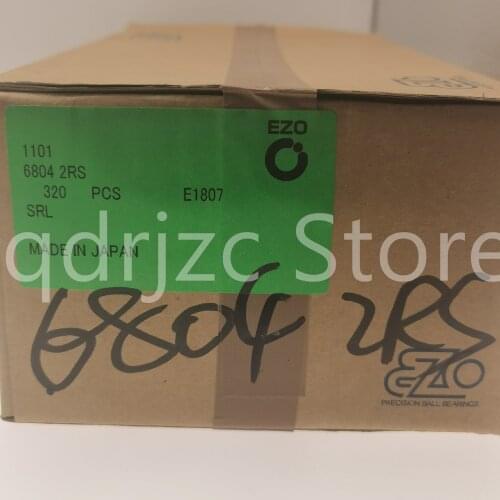 EZO
1101
6804 2RS
320 PCS E1807
SRL
MADE IN JAPAN
qdrjzc Store
6804 2RS
EZO
PRECISION BALL BEARINGS